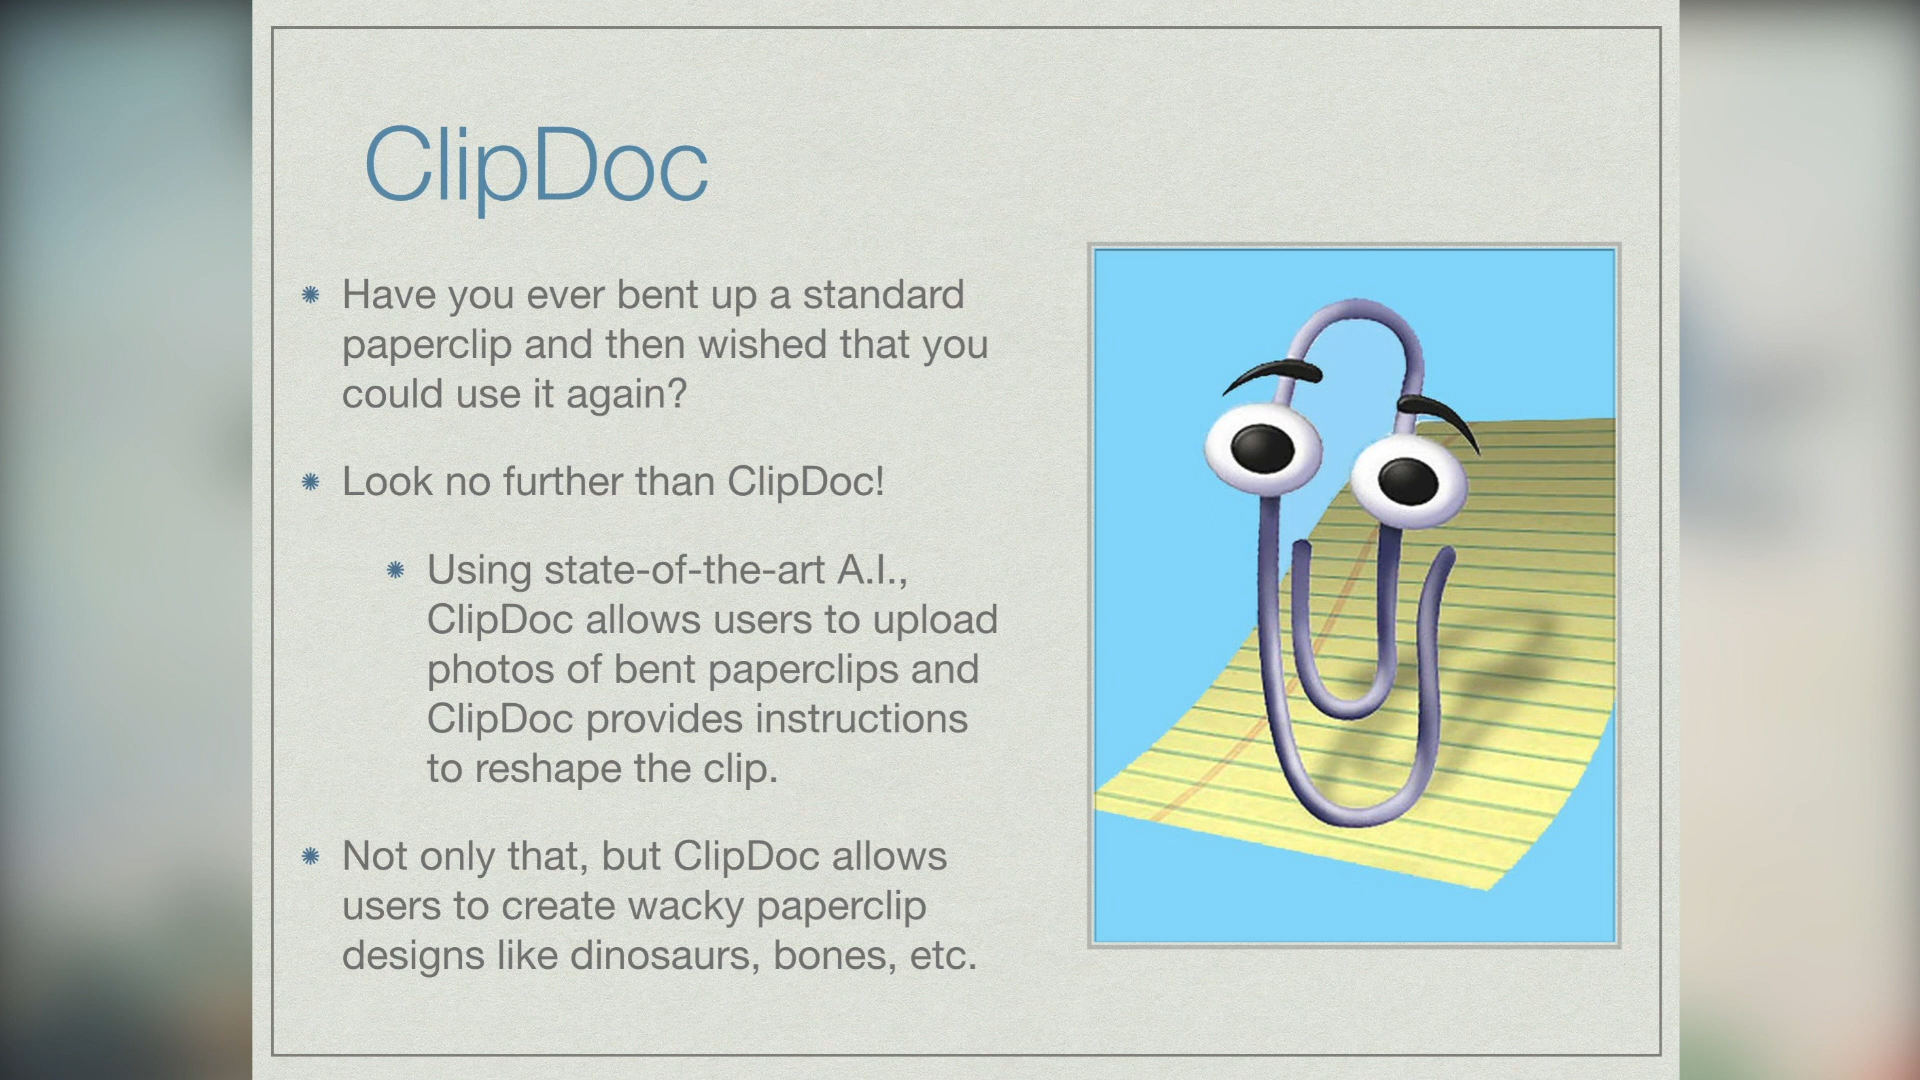 ClipDoc
Have you ever bent up a standard
paperclip and then wished that you
could use it again?
Look no further than ClipDoc!
Using state-of-the-art A.I.,
ClipDoc allows users to upload
photos of bent paperclips and
ClipDoc provides instructions
to reshape the clip.
Not only that, but ClipDoc allows
users to create wacky paperclip
designs like dinosaurs, bones, etc.